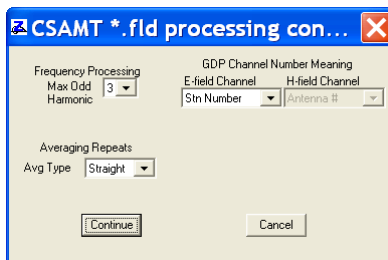 CSAMT *.fld processing con...
Frequency Processing
Max Odd Harmonic 3
GDP Channel Number Meaning
E-field Channel H-field Channel
Stn Number Antenna #
Averaging Repeats
Avg Type Straight
Continue Cancel